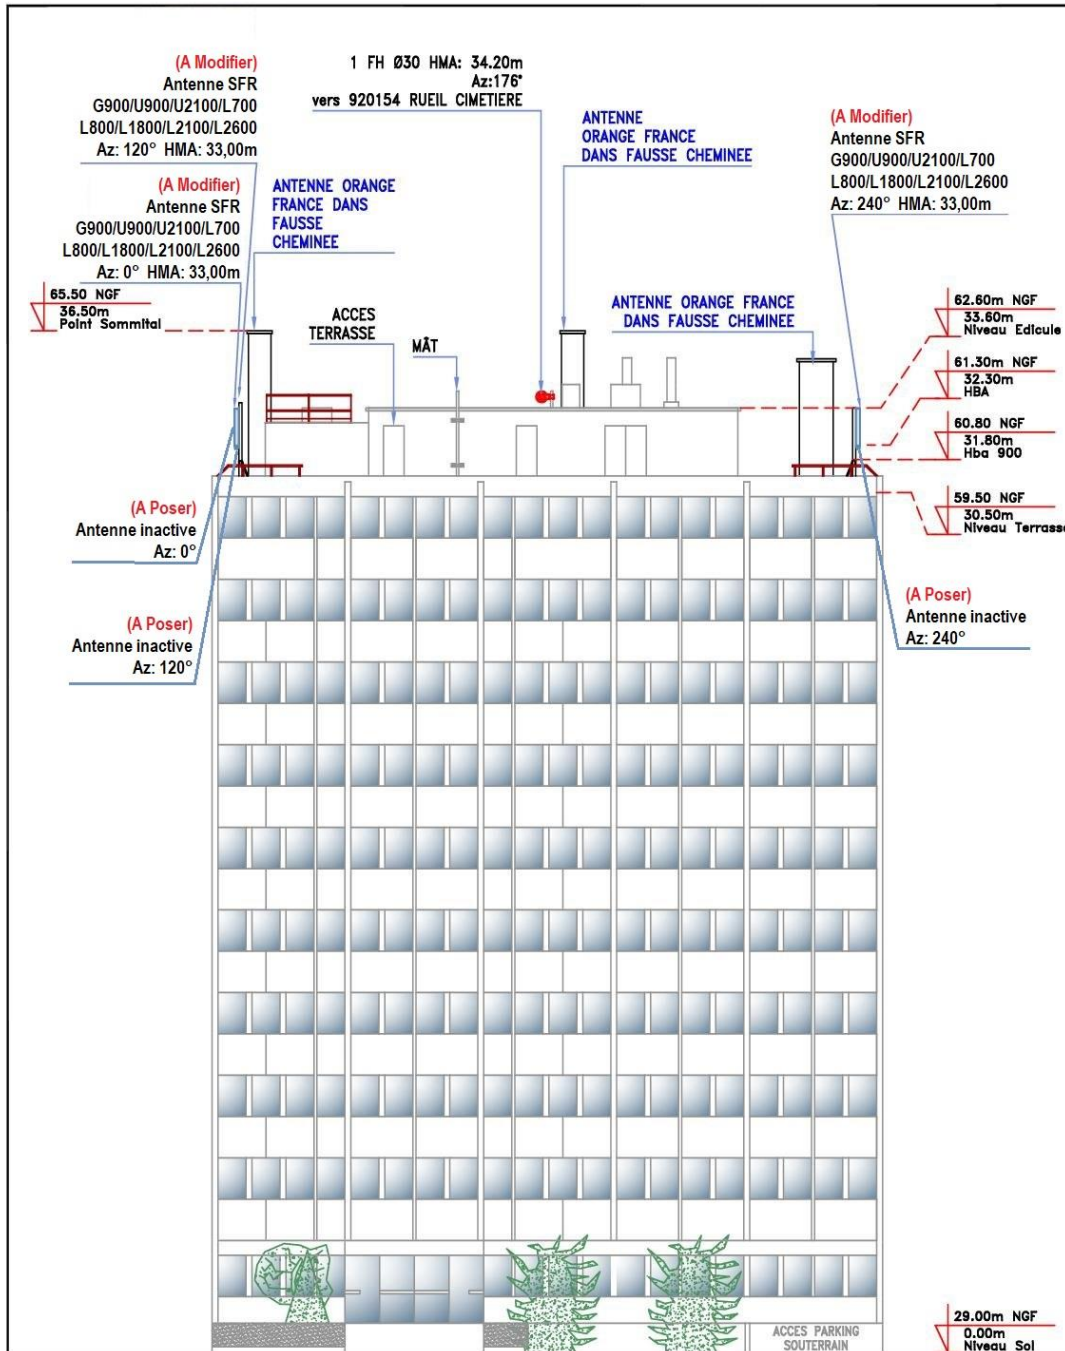 (A Modifier)
Antenne SFR
G900/U900/U2100/L700
L800/L1800/L2100/L2600
Az: 120° HMA: 33,00m
1 FH Ø30 HMA: 34.20m
Az:176°
vers 920154 RUEIL CIMETIERE
ANTENNE
ORANGE FRANCE
DANS FAUSSE CHEMINEE
(A Modifier)
Antenne SFR
G900/U900/U2100/L700
L800/L1800/L2100/L2600
Az: 240° HMA: 33,00m
(A Modifier)
Antenne SFR
G900/U900/U2100/L700
L800/L1800/L2100/L2600
Az: 0° HMA: 33,00m
ANTENNE ORANGE
FRANCE DANS
FAUSSE
CHEMINEE
65.50 NGF
36.50m
Point Sommital
ACCES
TERRASSE
MÂT
ANTENNE ORANGE FRANCE
DANS FAUSSE CHEMINEE
62.60m NGF
33.60m
Niveau Edicule
61.30m NGF
32.30m
HBA
60.80 NGF
31.80m
Hba 900
59.50 NGF
30.50m
Niveau Terrasse
(A Poser)
Antenne inactive
Az: 0°
(A Poser)
Antenne inactive
Az: 120°
(A Poser)
Antenne inactive
Az: 240°
ACCES PARKING
SOUTERRAIN
29.00m NGF
0.00m
Niveau Sol